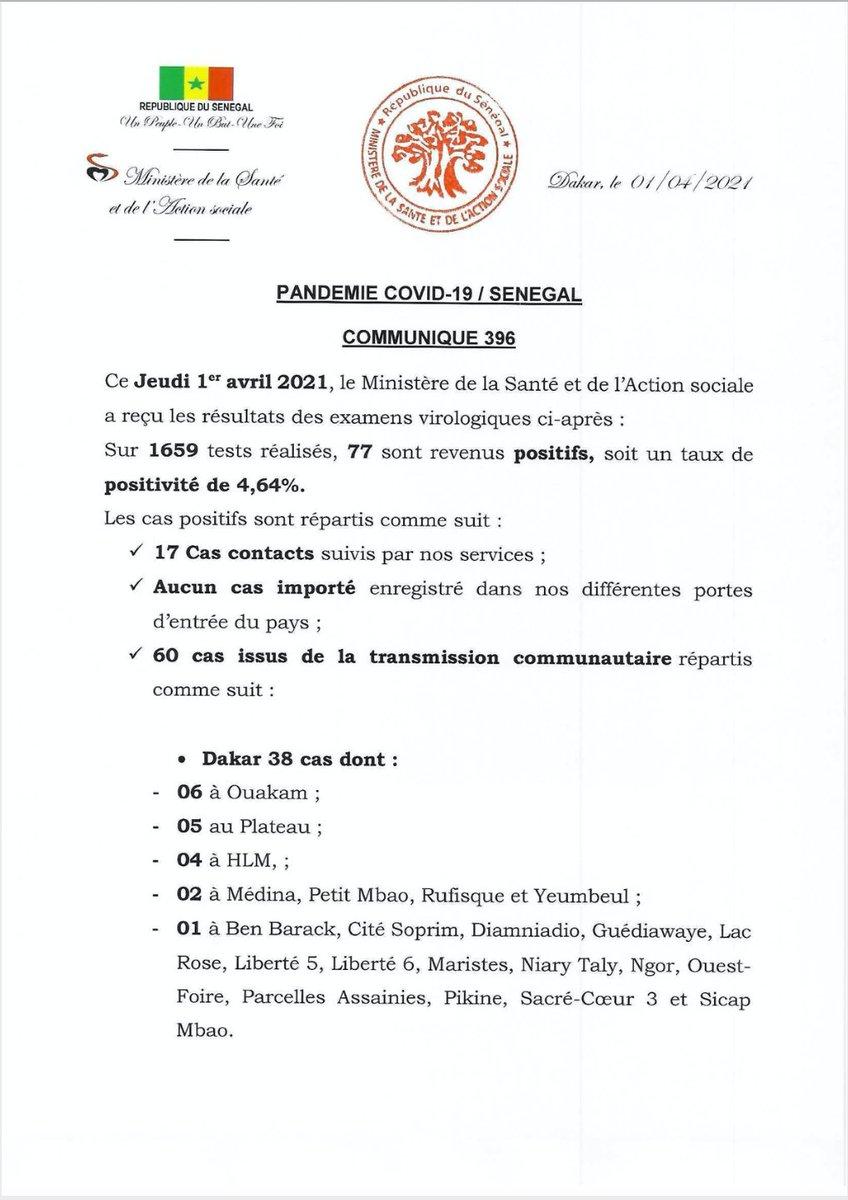 REPUBLIQUE DU SENEGAL
Un Peuple-Un But-Une Foi
Ministère de la Santé
et de l'Action sociale
★ République du Sénégal ★
MINISTÈRE DE LA SANTE ET DE L'ACTION SOCIALE
Dakar, le 01/04/2021
PANDEMIE COVID-19 / SENEGAL
COMMUNIQUE 396
Ce Jeudi 1er avril 2021, le Ministère de la Santé et de l'Action sociale
a reçu les résultats des examens virologiques ci-après :
Sur 1659 tests réalisés, 77 sont revenus positifs, soit un taux de
positivité de 4,64%.
Les cas positifs sont répartis comme suit :
✓ 17 Cas contacts suivis par nos services ;
✓ Aucun cas importé enregistré dans nos différentes portes
d'entrée du pays ;
✓ 60 cas issus de la transmission communautaire répartis
comme suit :
• Dakar 38 cas dont :
- 06 à Ouakam ;
- 05 au Plateau ;
- 04 à HLM, ;
- 02 à Médina, Petit Mbao, Rufisque et Yeumbeul ;
- 01 à Ben Barack, Cité Soprim, Diamniadio, Guédiawaye, Lac
Rose, Liberté 5, Liberté 6, Maristes, Niary Taly, Ngor, Ouest-
Foire, Parcelles Assainies, Pikine, Sacré-Cœur 3 et Sicap
Mbao.